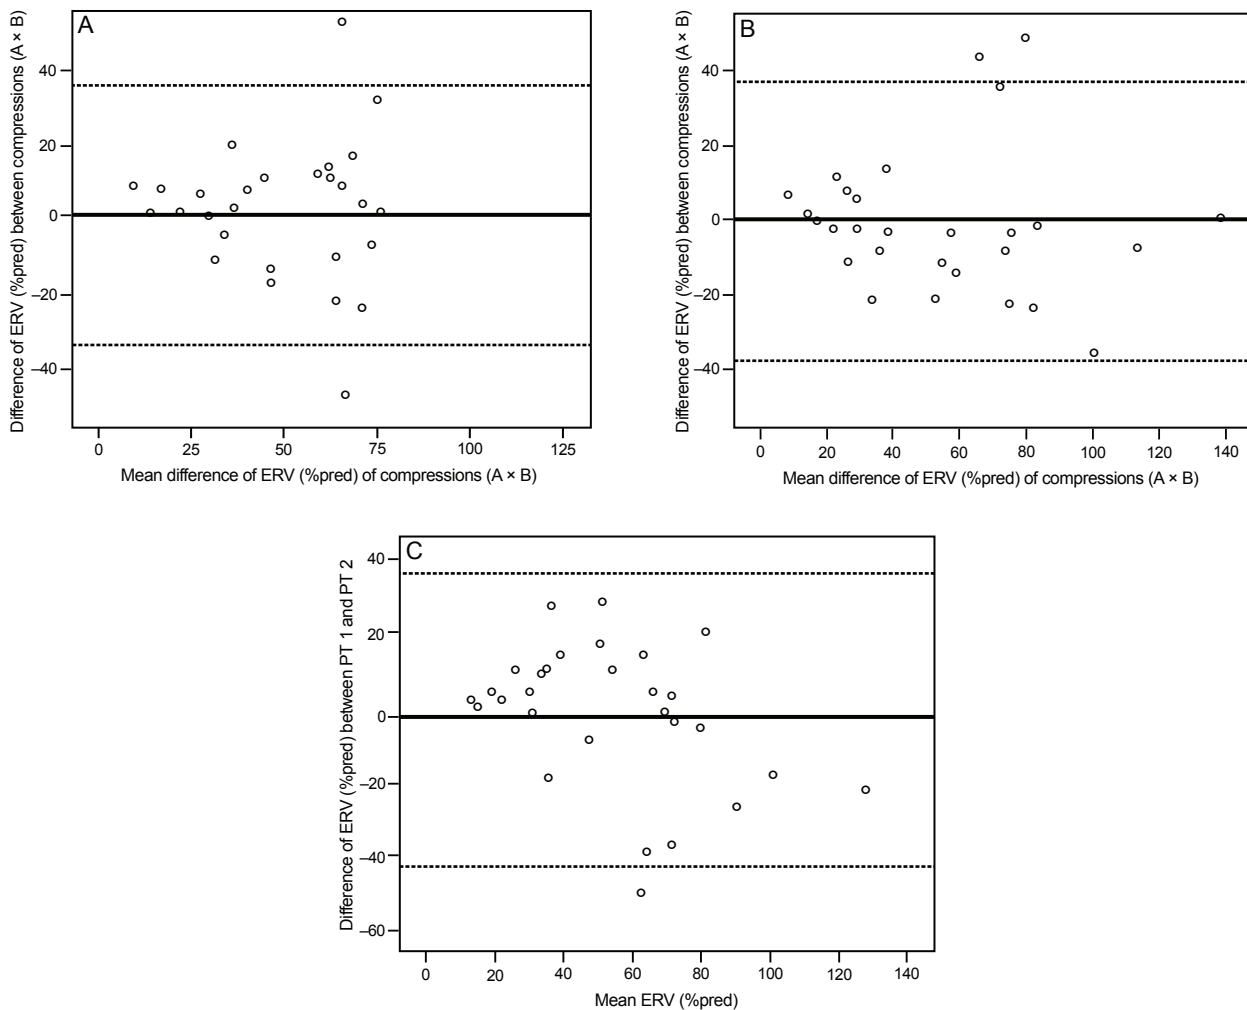 A
Difference of ERV (%pred) between compressions (A × B)
40
20
0
–20
–40
0 25 50 75 100 125
Mean difference of ERV (%pred) of compressions (A × B)
B
Difference of ERV (%pred) between compressions (A × B)
40
20
0
–20
–40
0 20 40 60 80 100 120 140
Mean difference of ERV (%pred) of compressions (A × B)
C
Difference of ERV (%pred) between PT 1 and PT 2
40
20
0
–20
–40
–60
0 20 40 60 80 100 120 140
Mean ERV (%pred)